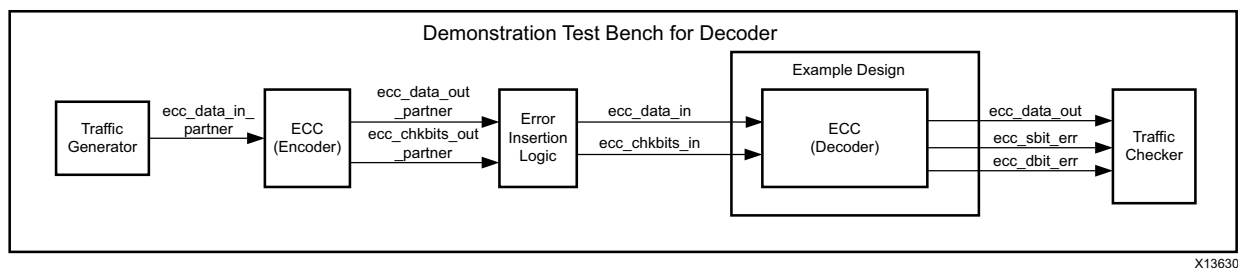 Demonstration Test Bench for Decoder
Example Design
Traffic
Generator
ecc_data_in_
partner
ECC
(Encoder)
ecc_data_out
_partner
ecc_chkbits_out
_partner
Error
Insertion
Logic
ecc_data_in
ecc_chkbits_in
ECC
(Decoder)
ecc_data_out
ecc_sbit_err
ecc_dbit_err
Traffic
Checker
X13630